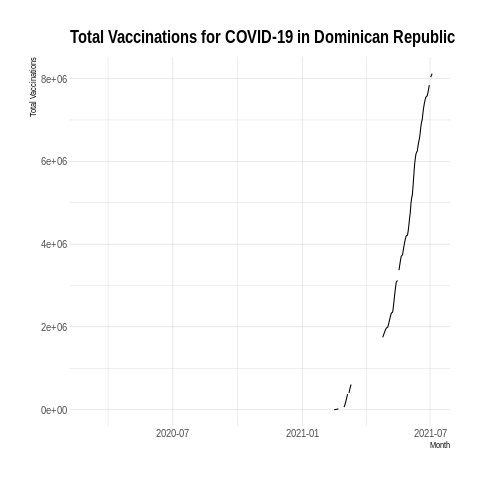 Total Vaccinations for COVID-19 in Dominican Republic
Total Vaccinations
8e+06
6e+06
4e+06
2e+06
0e+00
2020-07
2021-01
2021-07
Month